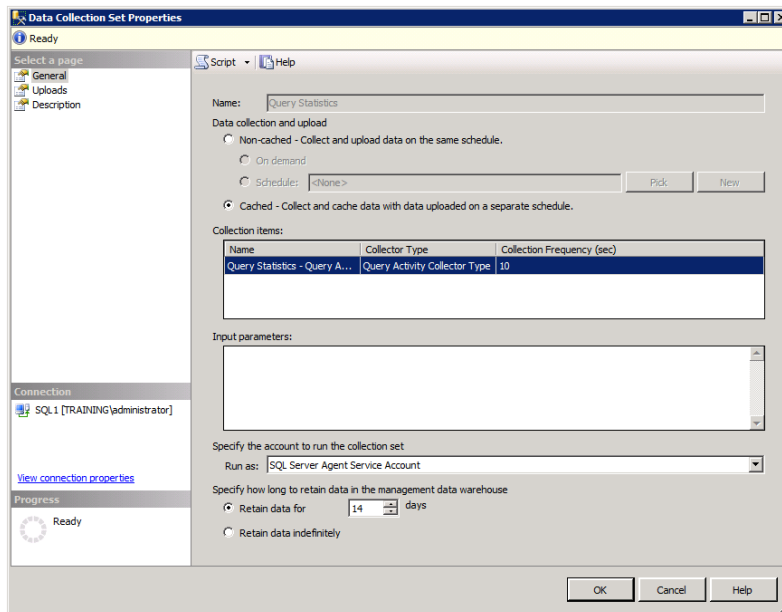 Data Collection Set Properties
Ready
Select a page
General
Uploads
Description
Script Help
Name: Query Statistics
Data collection and upload
Non-cached - Collect and upload data on the same schedule.
On demand
Schedule: <None> Pick New
Cached - Collect and cache data with data uploaded on a separate schedule.
Collection items:
Name Collector Type Collection Frequency (sec)
Query Statistics - Query A... Query Activity Collector Type 10
Input parameters:
Connection
SQL1 [TRAINING\administrator]
View connection properties
Progress
Ready
Specify the account to run the collection set
Run as: SQL Server Agent Service Account
Specify how long to retain data in the management data warehouse
Retain data for 14 days
Retain data indefinitely
OK Cancel Help